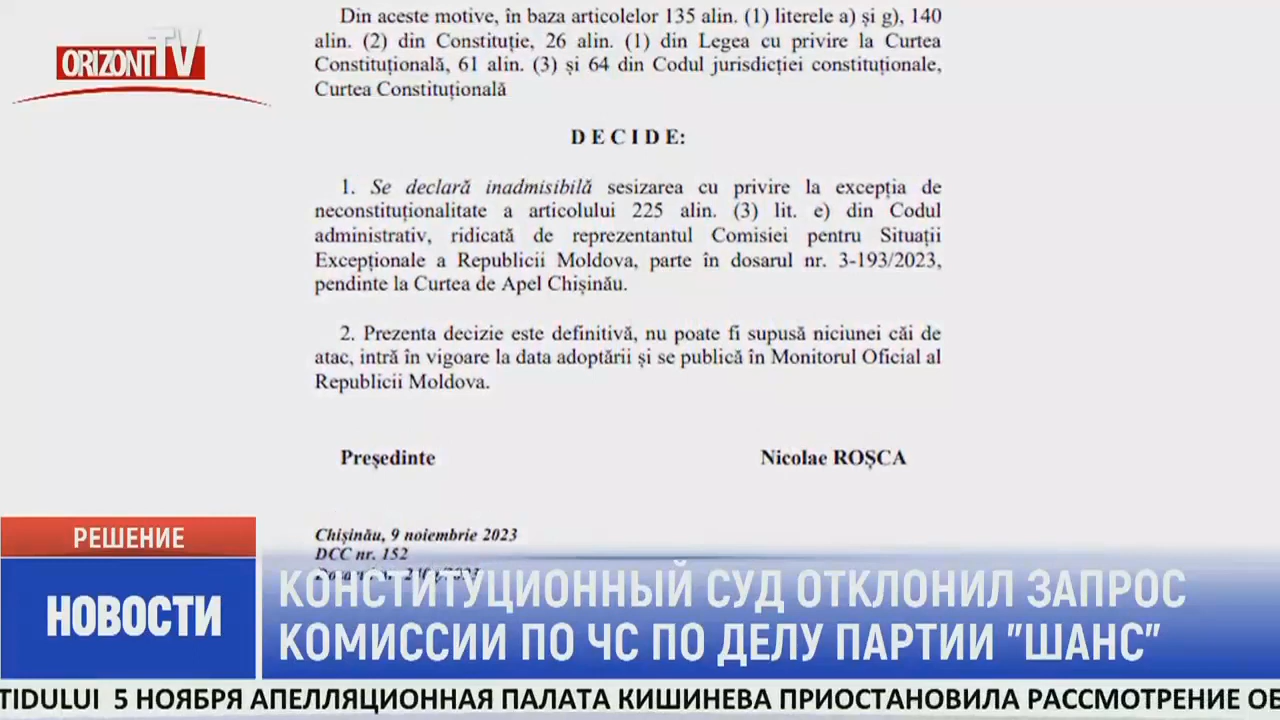 ORIZONT TV
Din aceste motive, în baza articolelor 135 alin. (1) literele a) și g), 140
alin. (2) din Constituție, 26 alin. (1) din Legea cu privire la Curtea
Constituțională, 61 alin. (3) și 64 din Codul jurisdicției constituționale,
Curtea Constituțională
DECIDE:
1. Se declară inadmisibilă sesizarea cu privire la excepția de
neconstituționalitate a articolului 225 alin. (3) lit. e) din Codul
administrativ, ridicată de reprezentantul Comisiei pentru Situații
Excepționale a Republicii Moldova, parte în dosarul nr. 3-193/2023,
pendinte la Curtea de Apel Chișinău.
2. Prezenta decizie este definitivă, nu poate fi supusă niciunei căi de
atac, intră în vigoare la data adoptării și se publică în Monitorul Oficial al
Republicii Moldova.
Președinte Nicolae ROȘCA
Chișinău, 9 noiembrie 2023
DCC nr. 152
РЕШЕНИЕ
НОВОСТИ
КОНСТИТУЦИОННЫЙ СУД ОТКЛОНИЛ ЗАПРОС
КОМИССИИ ПО ЧС ПО ДЕЛУ ПАРТИИ "ШАНС"
TIDULUI 5 НОЯБРЯ АПЕЛЛЯЦИОННАЯ ПАЛАТА КИШИНЕВА ПРИОСТАНОВИЛА РАССМОТРЕНИЕ ОБ